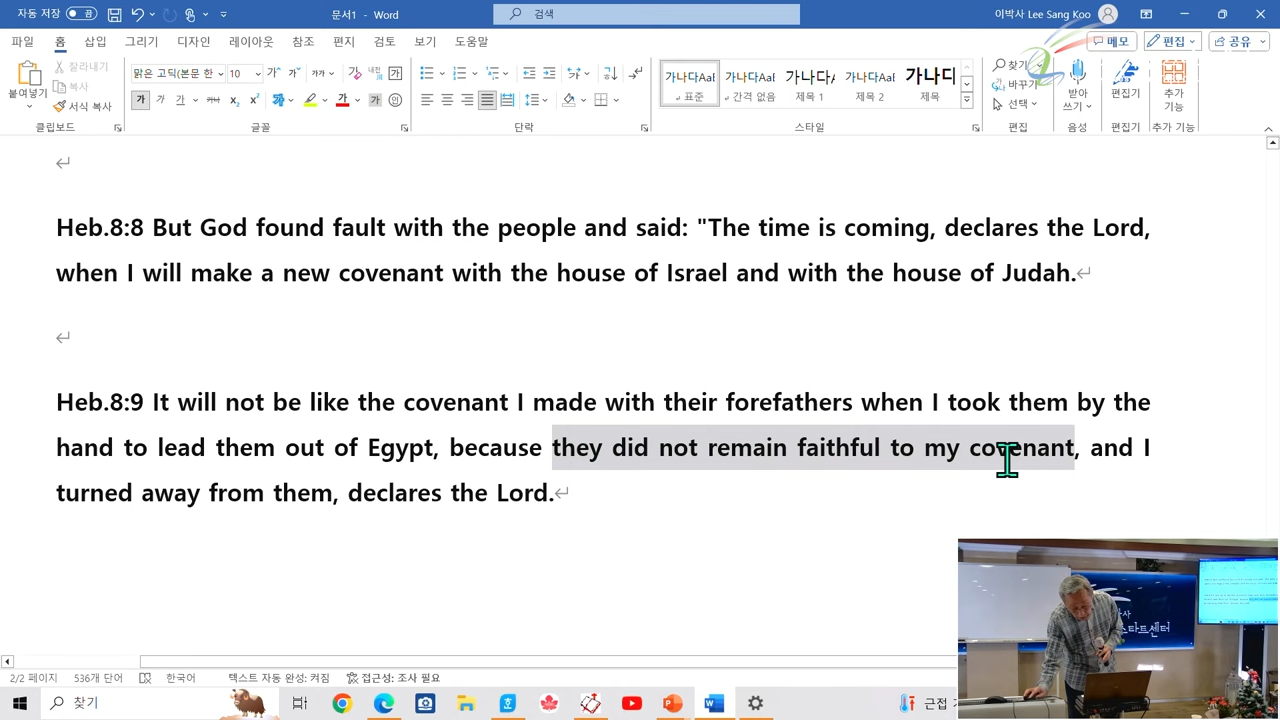 자동 저장 끔 문서1 - Word 검색 이박사 Lee Sang Koo
파일 홈 삽입 그리기 디자인 레이아웃 참조 편지 검토 보기 도움말 메모 편집 공유
붙여넣기 잘라내기 복사 서식 복사 클립보드
맑은 고딕(본문 한 10 가 가 가 글꼴
단락
가나다AaI 표준 가나다AaI 간격 없음 가나다 제목 1 가나다AaI 제목 2 가나디 제목 스타일
찾기 바꾸기 선택 편집
받아쓰기 음성
편집기 편집기
추가 기능 추가 기능
Heb.8:8 But God found fault with the people and said: "The time is coming, declares the Lord,
when I will make a new covenant with the house of Israel and with the house of Judah.
Heb.8:9 It will not be like the covenant I made with their forefathers when I took them by the
hand to lead them out of Egypt, because they did not remain faithful to my covenant, and I
turned away from them, declares the Lord.
스타트센터
2/2 페이지 536개 단어 한국어 텍스트 자동 완성: 켜짐 접근성: 조사 필요
찾기 근접